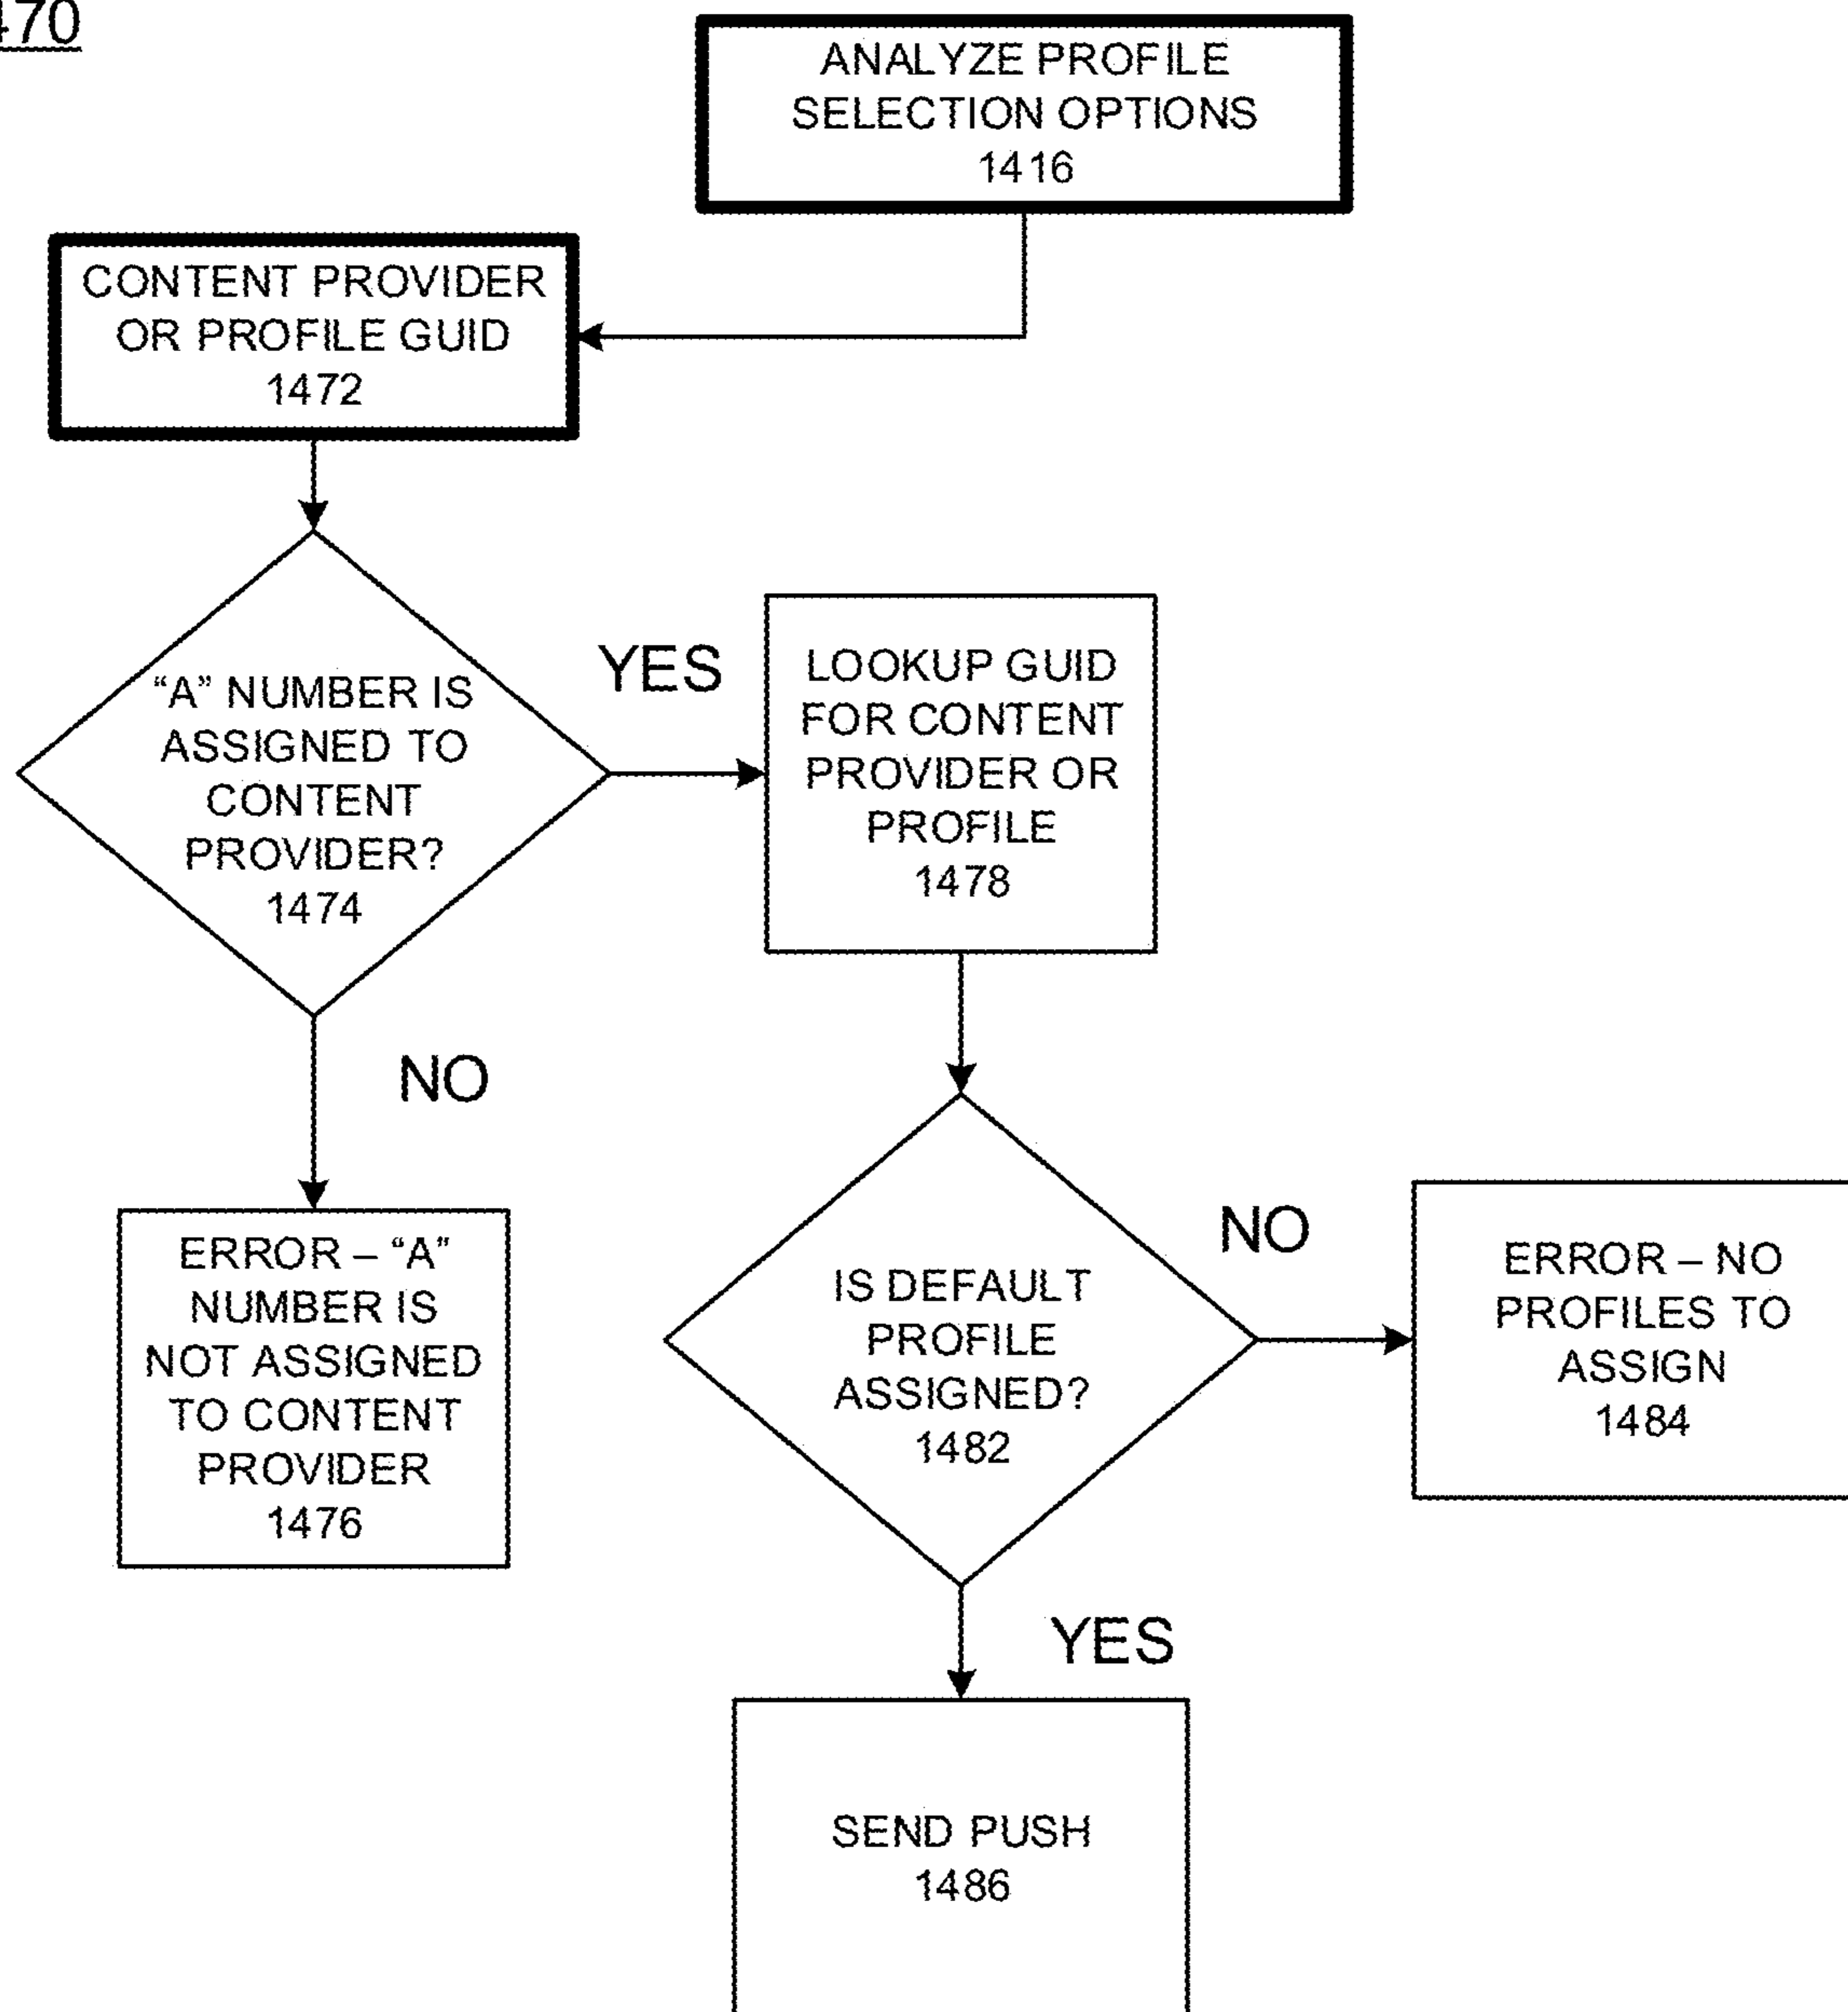 470
ANALYZE PROFILE
SELECTION OPTIONS
1416
CONTENT PROVIDER
OR PROFILE GUID
1472
“A” NUMBER IS
ASSIGNED TO
CONTENT
PROVIDER?
1474
YES
LOOKUP GUID
FOR CONTENT
PROVIDER OR
PROFILE
1478
NO
ERROR – “A”
NUMBER IS
NOT ASSIGNED
TO CONTENT
PROVIDER
1476
IS DEFAULT
PROFILE
ASSIGNED?
1482
NO
ERROR – NO
PROFILES TO
ASSIGN
1484
YES
SEND PUSH
1486